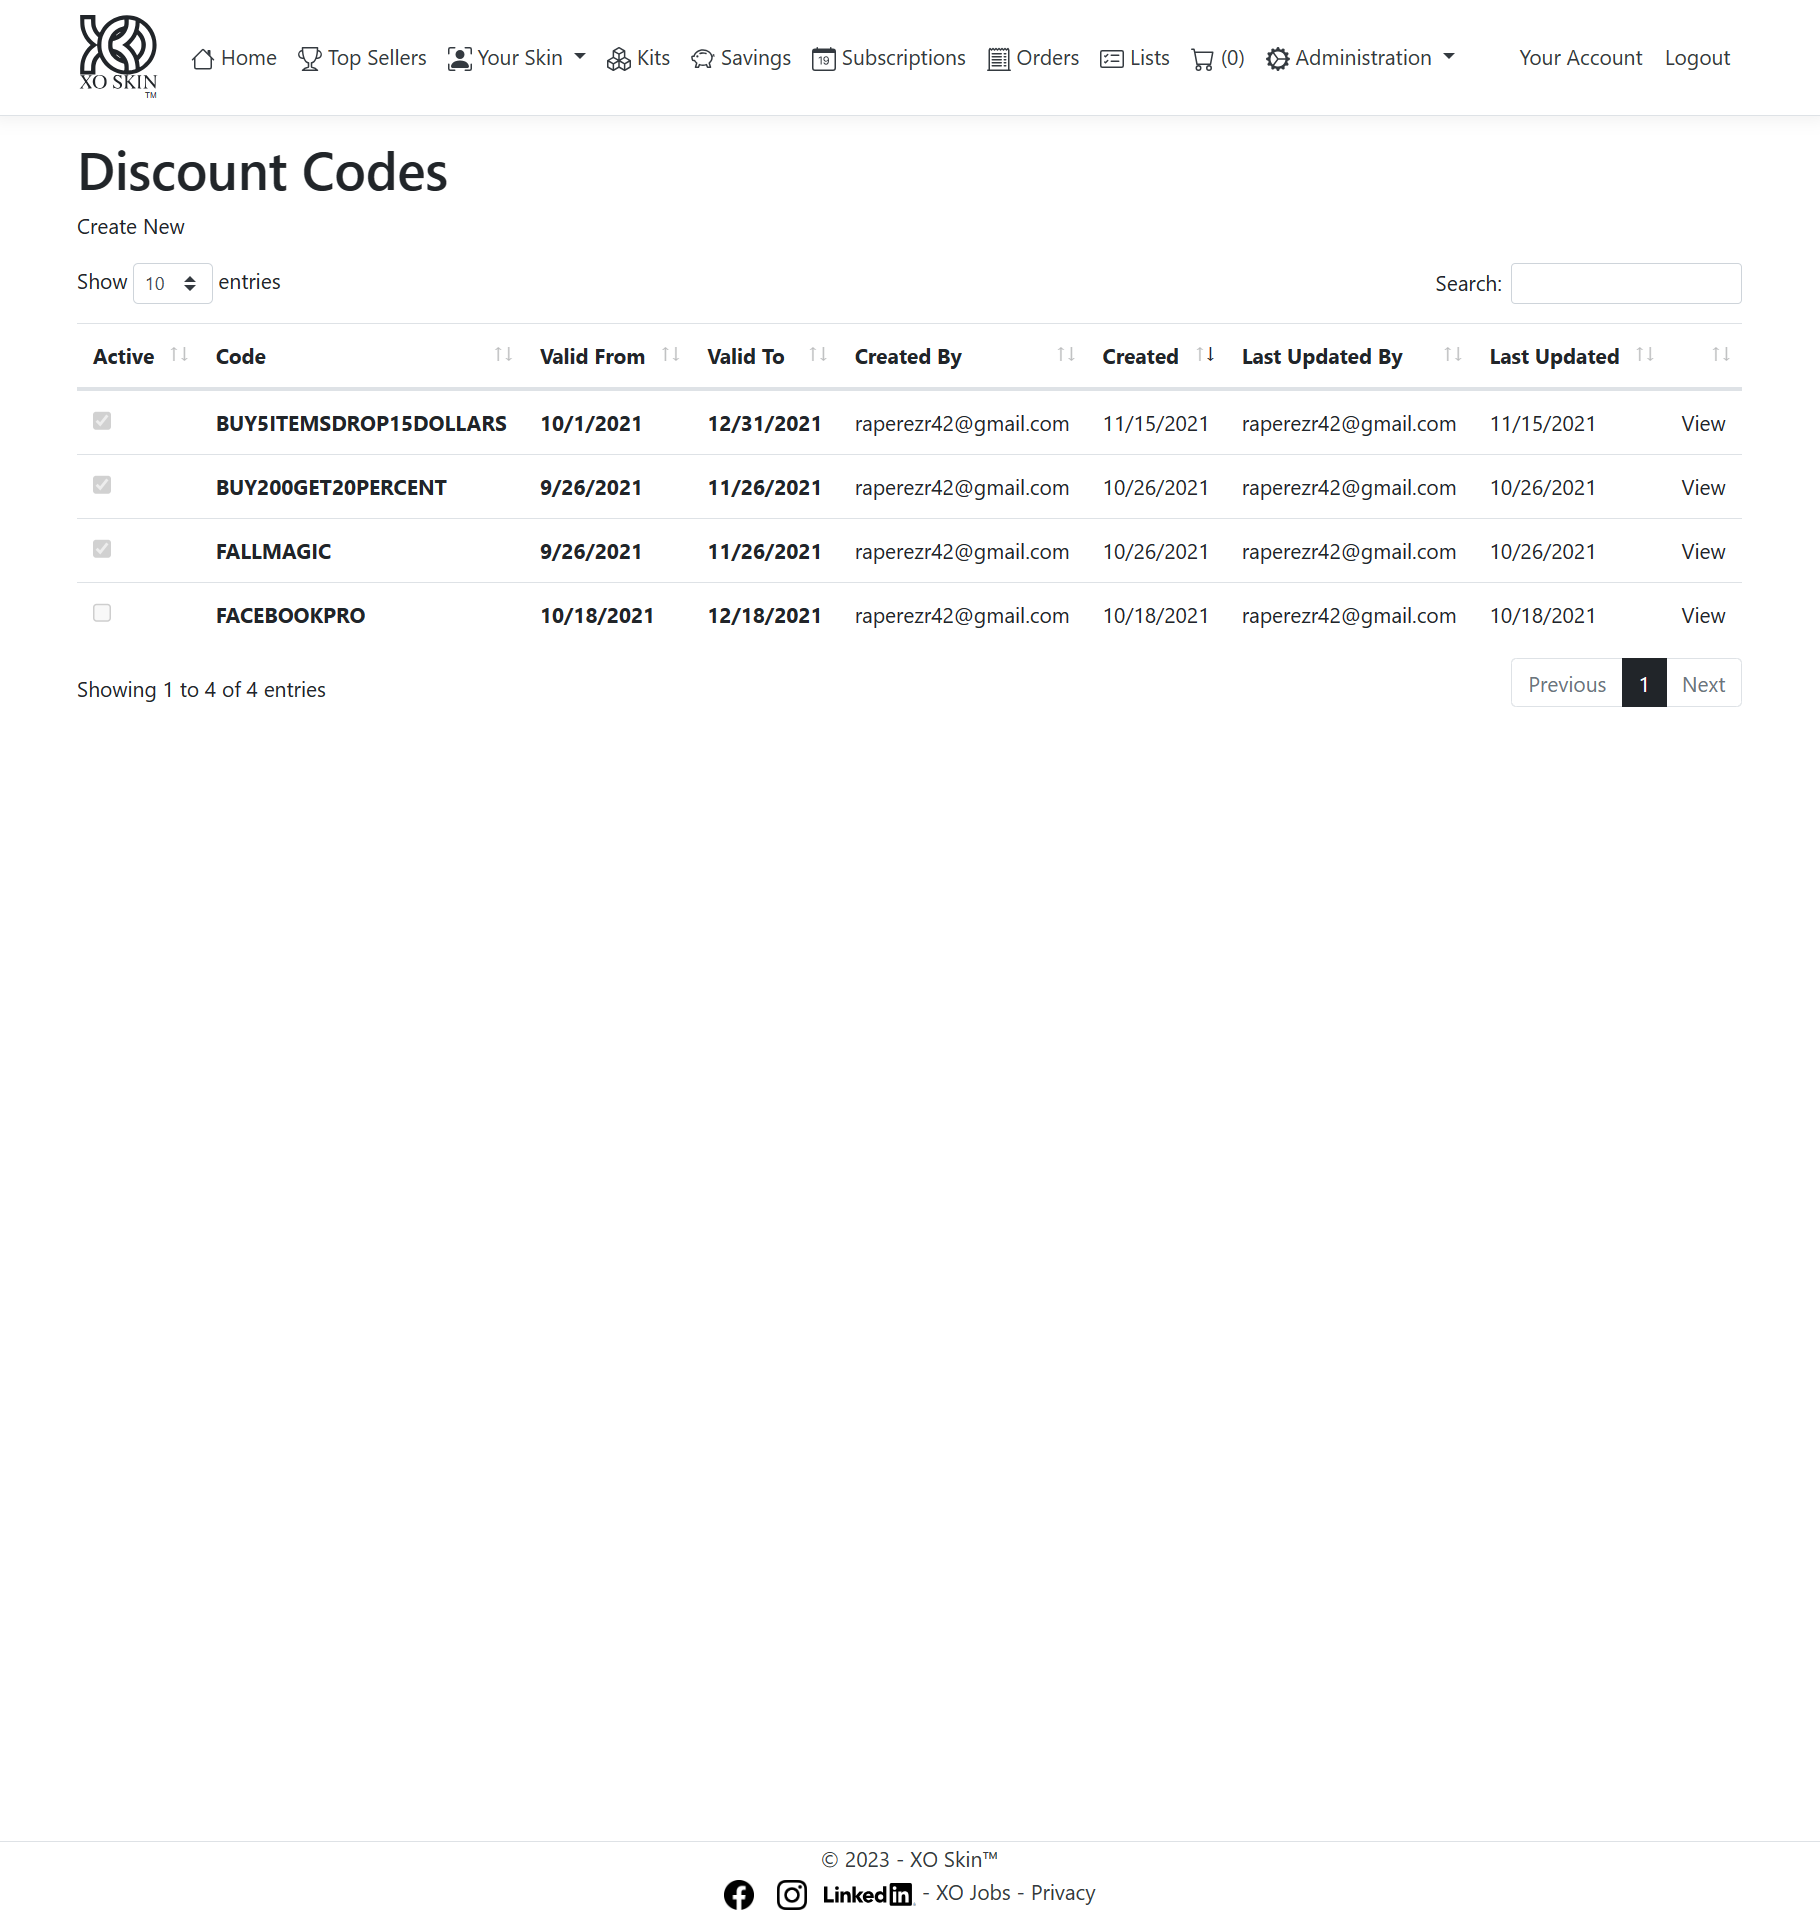 XO SKIN
TM
Home Top Sellers Your Skin Kits Savings 19 Subscriptions Orders Lists (0) Administration Your Account Logout
Discount Codes
Create New
Show 10 entries Search:
Active Code Valid From Valid To Created By Created Last Updated By Last Updated
BUY5ITEMSDROP15DOLLARS 10/1/2021 12/31/2021 raperezr42@gmail.com 11/15/2021 raperezr42@gmail.com 11/15/2021 View
BUY200GET20PERCENT 9/26/2021 11/26/2021 raperezr42@gmail.com 10/26/2021 raperezr42@gmail.com 10/26/2021 View
FALLMAGIC 9/26/2021 11/26/2021 raperezr42@gmail.com 10/26/2021 raperezr42@gmail.com 10/26/2021 View
FACEBOOKPRO 10/18/2021 12/18/2021 raperezr42@gmail.com 10/18/2021 raperezr42@gmail.com 10/18/2021 View
Showing 1 to 4 of 4 entries Previous 1 Next
© 2023 - XO Skin™
Linked in - XO Jobs - Privacy